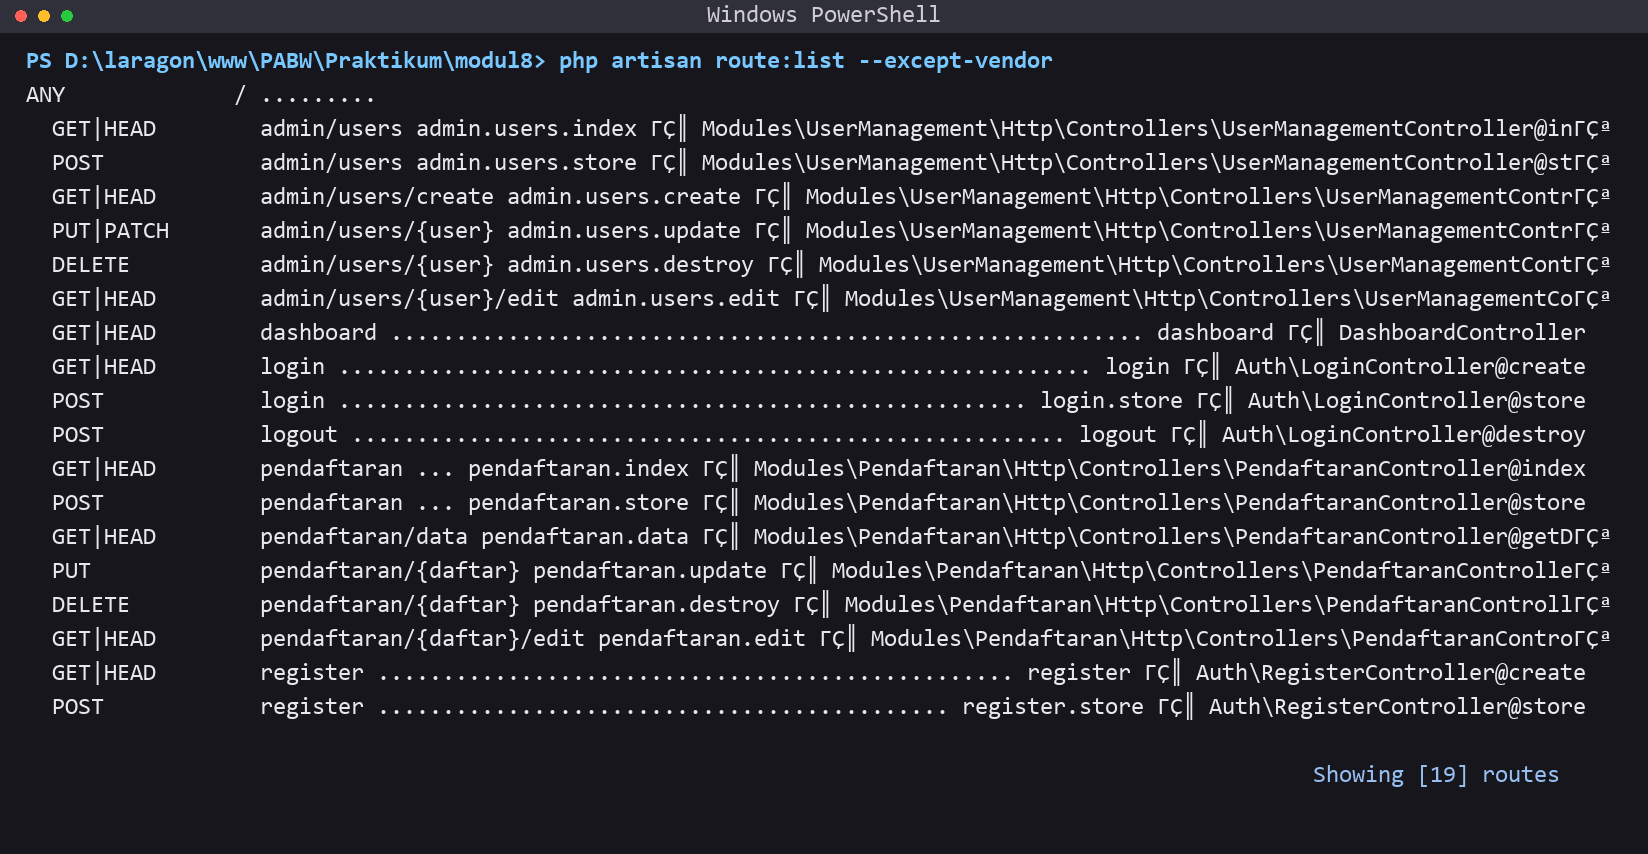 Windows PowerShell
PS D:\laragon\www\PABW\Praktikum\modul8> php artisan route:list --except-vendor
ANY             / .........
  GET|HEAD        admin/users admin.users.index ΓÇ║ Modules\UserManagement\Http\Controllers\UserManagementController@inΓÇª
  POST            admin/users admin.users.store ΓÇ║ Modules\UserManagement\Http\Controllers\UserManagementController@stΓÇª
  GET|HEAD        admin/users/create admin.users.create ΓÇ║ Modules\UserManagement\Http\Controllers\UserManagementContrΓÇª
  PUT|PATCH       admin/users/{user} admin.users.update ΓÇ║ Modules\UserManagement\Http\Controllers\UserManagementContrΓÇª
  DELETE          admin/users/{user} admin.users.destroy ΓÇ║ Modules\UserManagement\Http\Controllers\UserManagementContΓÇª
  GET|HEAD        admin/users/{user}/edit admin.users.edit ΓÇ║ Modules\UserManagement\Http\Controllers\UserManagementCoΓÇª
  GET|HEAD        dashboard .......................................................... dashboard ΓÇ║ DashboardController
  GET|HEAD        login .......................................................... login ΓÇ║ Auth\LoginController@create
  POST            login ..................................................... login.store ΓÇ║ Auth\LoginController@store
  POST            logout ....................................................... logout ΓÇ║ Auth\LoginController@destroy
  GET|HEAD        pendaftaran ... pendaftaran.index ΓÇ║ Modules\Pendaftaran\Http\Controllers\PendaftaranController@index
  POST            pendaftaran ... pendaftaran.store ΓÇ║ Modules\Pendaftaran\Http\Controllers\PendaftaranController@store
  GET|HEAD        pendaftaran/data pendaftaran.data ΓÇ║ Modules\Pendaftaran\Http\Controllers\PendaftaranController@getDΓÇª
  PUT             pendaftaran/{daftar} pendaftaran.update ΓÇ║ Modules\Pendaftaran\Http\Controllers\PendaftaranControlleΓÇª
  DELETE          pendaftaran/{daftar} pendaftaran.destroy ΓÇ║ Modules\Pendaftaran\Http\Controllers\PendaftaranControllΓÇª
  GET|HEAD        pendaftaran/{daftar}/edit pendaftaran.edit ΓÇ║ Modules\Pendaftaran\Http\Controllers\PendaftaranControΓÇª
  GET|HEAD        register ................................................. register ΓÇ║ Auth\RegisterController@create
  POST            register ............................................ register.store ΓÇ║ Auth\RegisterController@store
Showing [19] routes